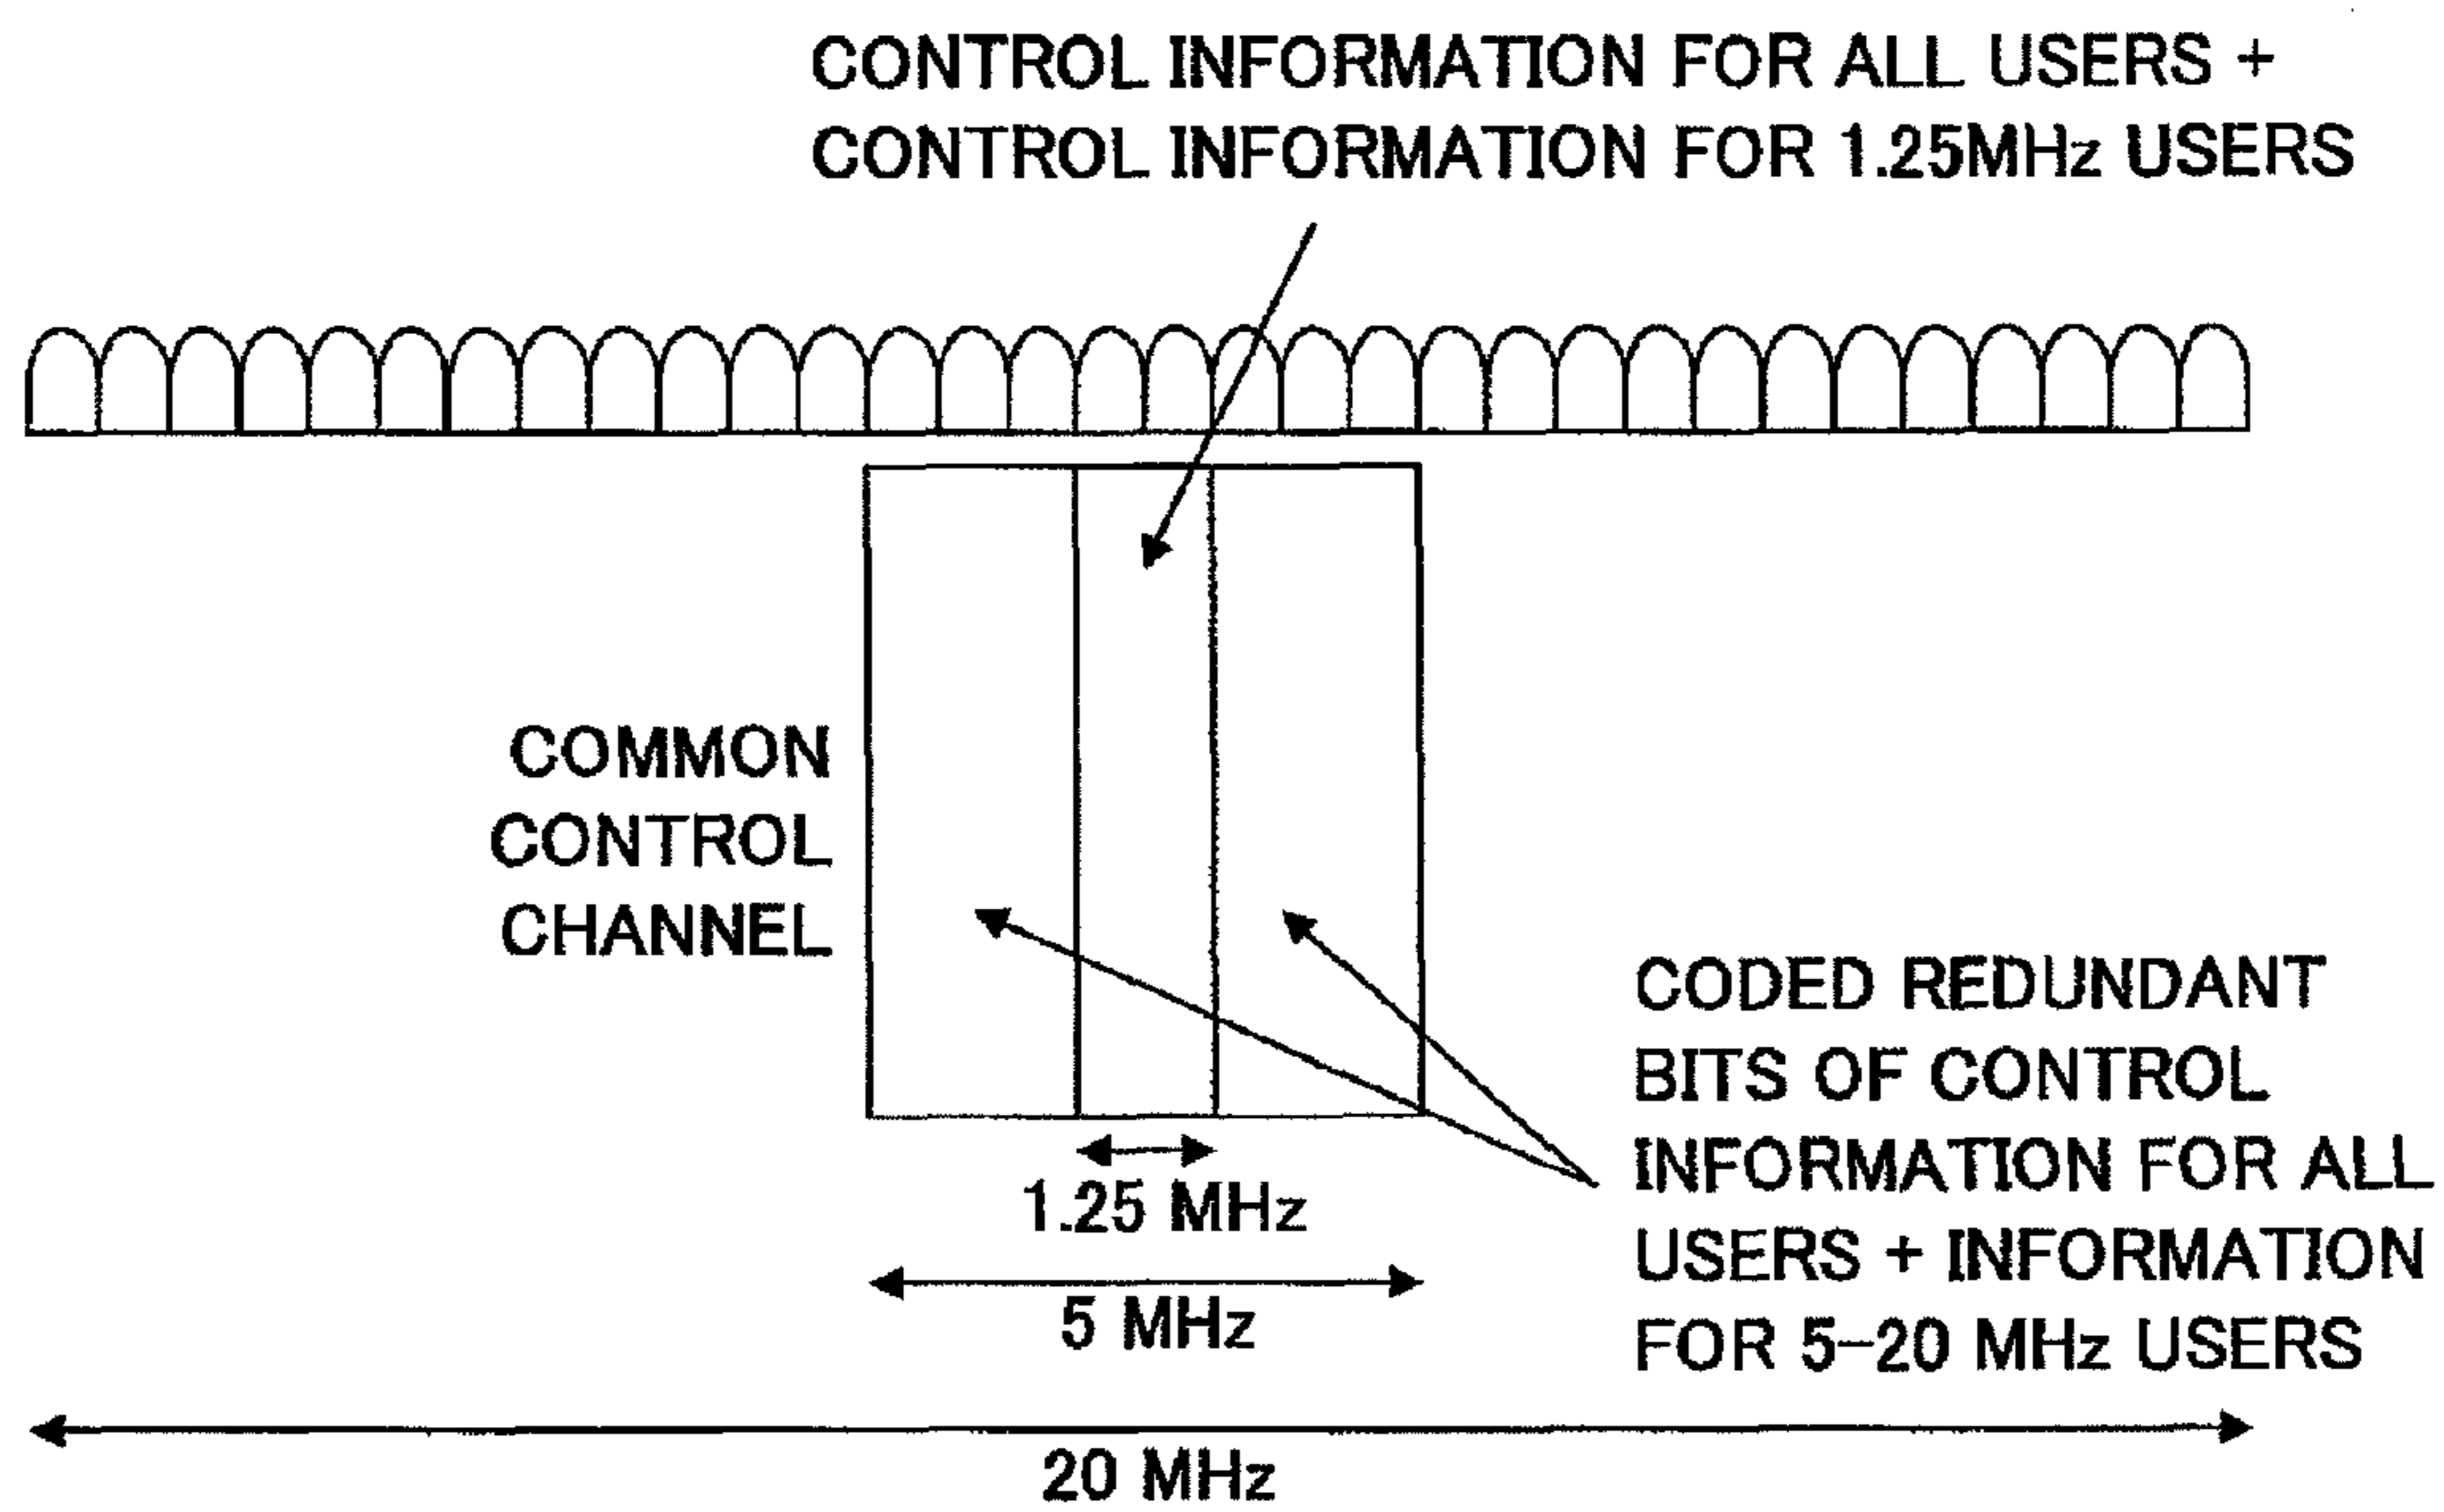 CONTROL INFORMATION FOR ALL USERS +
CONTROL INFORMATION FOR 1.25MHz USERS
COMMON
CONTROL
CHANNEL
CODED REDUNDANT
BITS OF CONTROL
INFORMATION FOR ALL
USERS + INFORMATION
FOR 5–20 MHz USERS
1.25 MHz
5 MHz
20 MHz